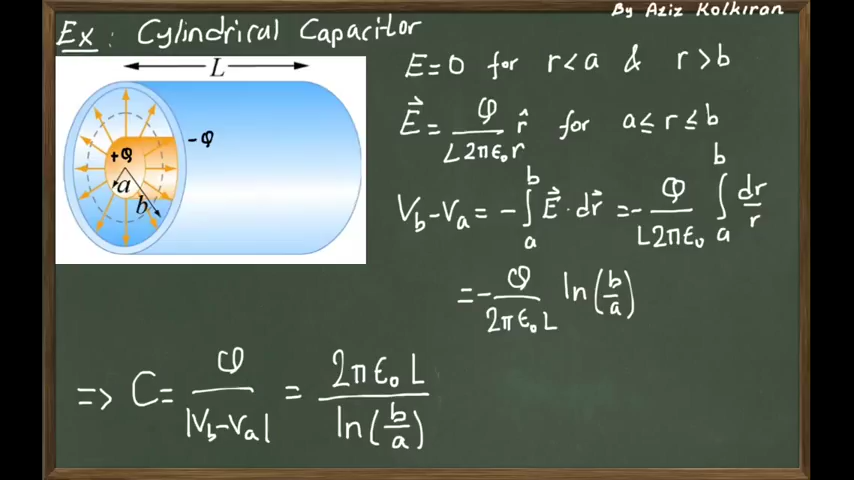 By Aziz Kolkıran
Ex: Cylindrical Capacitor
L
+Q
-Q
a
b
E=0 for r<a & r>b
E⃗ = Q/(L2πε₀r) r̂ for a≤r≤b
V_b-V_a = -∫_a^b E⃗·dr⃗ = -Q/(L2πε₀) ∫_a^b dr/r
= -Q/(2πε₀L) ln(b/a)
=> C = Q/|V_b-V_a| = 2πε₀L/ln(b/a)